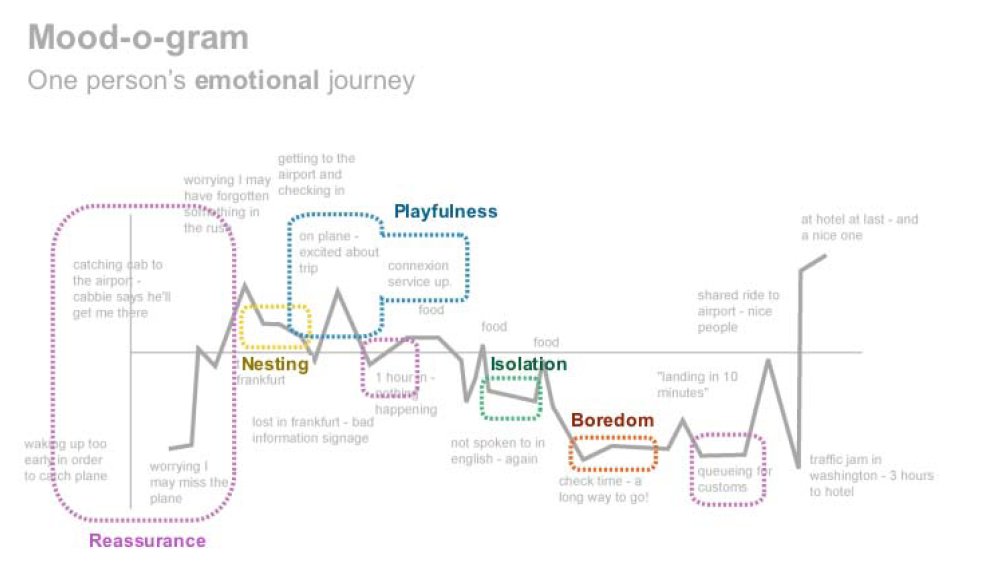 Mood-o-gram
One person's emotional journey
getting to the
airport and
checking in
worrying I may
have forgotten
something in
the rush
Playfulness
on plane -
excited about
trip
connexion
service up.
at hotel at last - and
a nice one
catching cab to
the airport -
cabbie says he'll
get me there
shared ride to
airport - nice
people
food
food
food
Nesting
frankfurt
1 hour in -
nothing
happening
Isolation
"landing in 10
minutes"
lost in frankfurt - bad
information signage
Boredom
waking up too
early in order
to catch plane
worrying I
may miss the
plane
not spoken to in
english - again
check time - a
long way to go!
queueing for
customs
traffic jam in
washington - 3 hours
to hotel
Reassurance